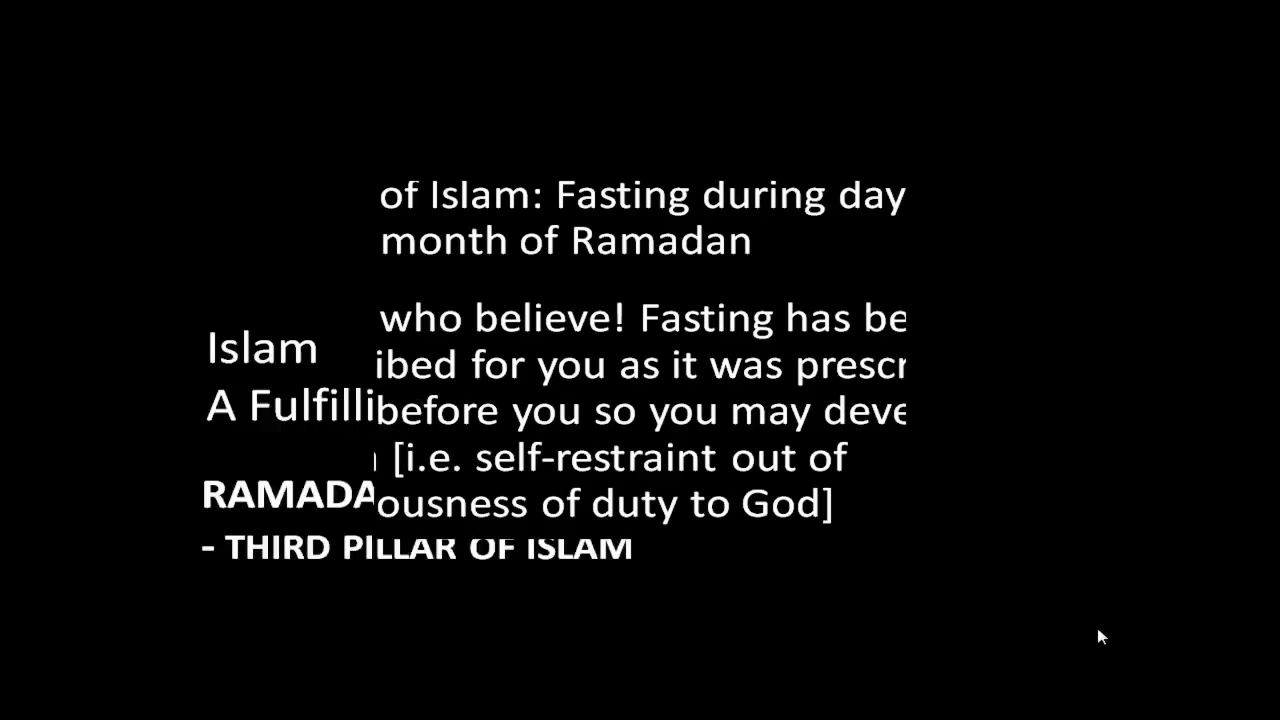 of Islam: Fasting during day
month of Ramadan
who believe! Fasting has be
ibed for you as it was prescr
before you so you may deve
[i.e. self-restraint out of
ousness of duty to God]
Islam
A Fulfilli
RAMADA
- THIRD PILLAR OF ISLAM